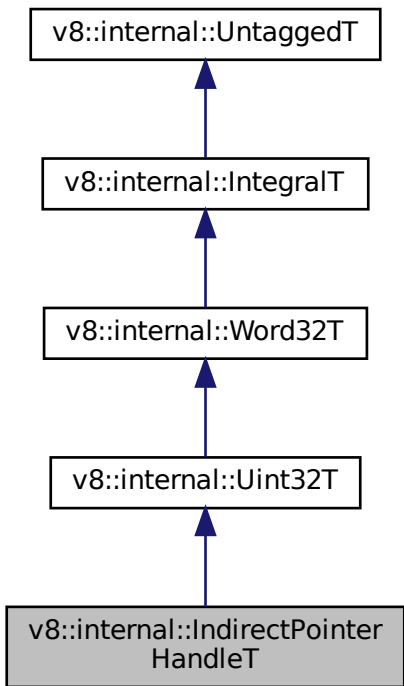 v8::internal::UntaggedT
v8::internal::IntegralT
v8::internal::Word32T
v8::internal::Uint32T
v8::internal::IndirectPointer
HandleT